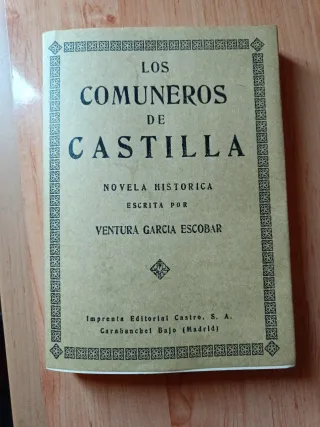 LOS
COMUNEROS
DE
CASTILLA
NOVELA HISTORICA
ESCRITA POR
VENTURA GARCIA ESCOBAR
Imprenta Editorial Castro, S. A.
Carabanchel Bajo (Madrid)